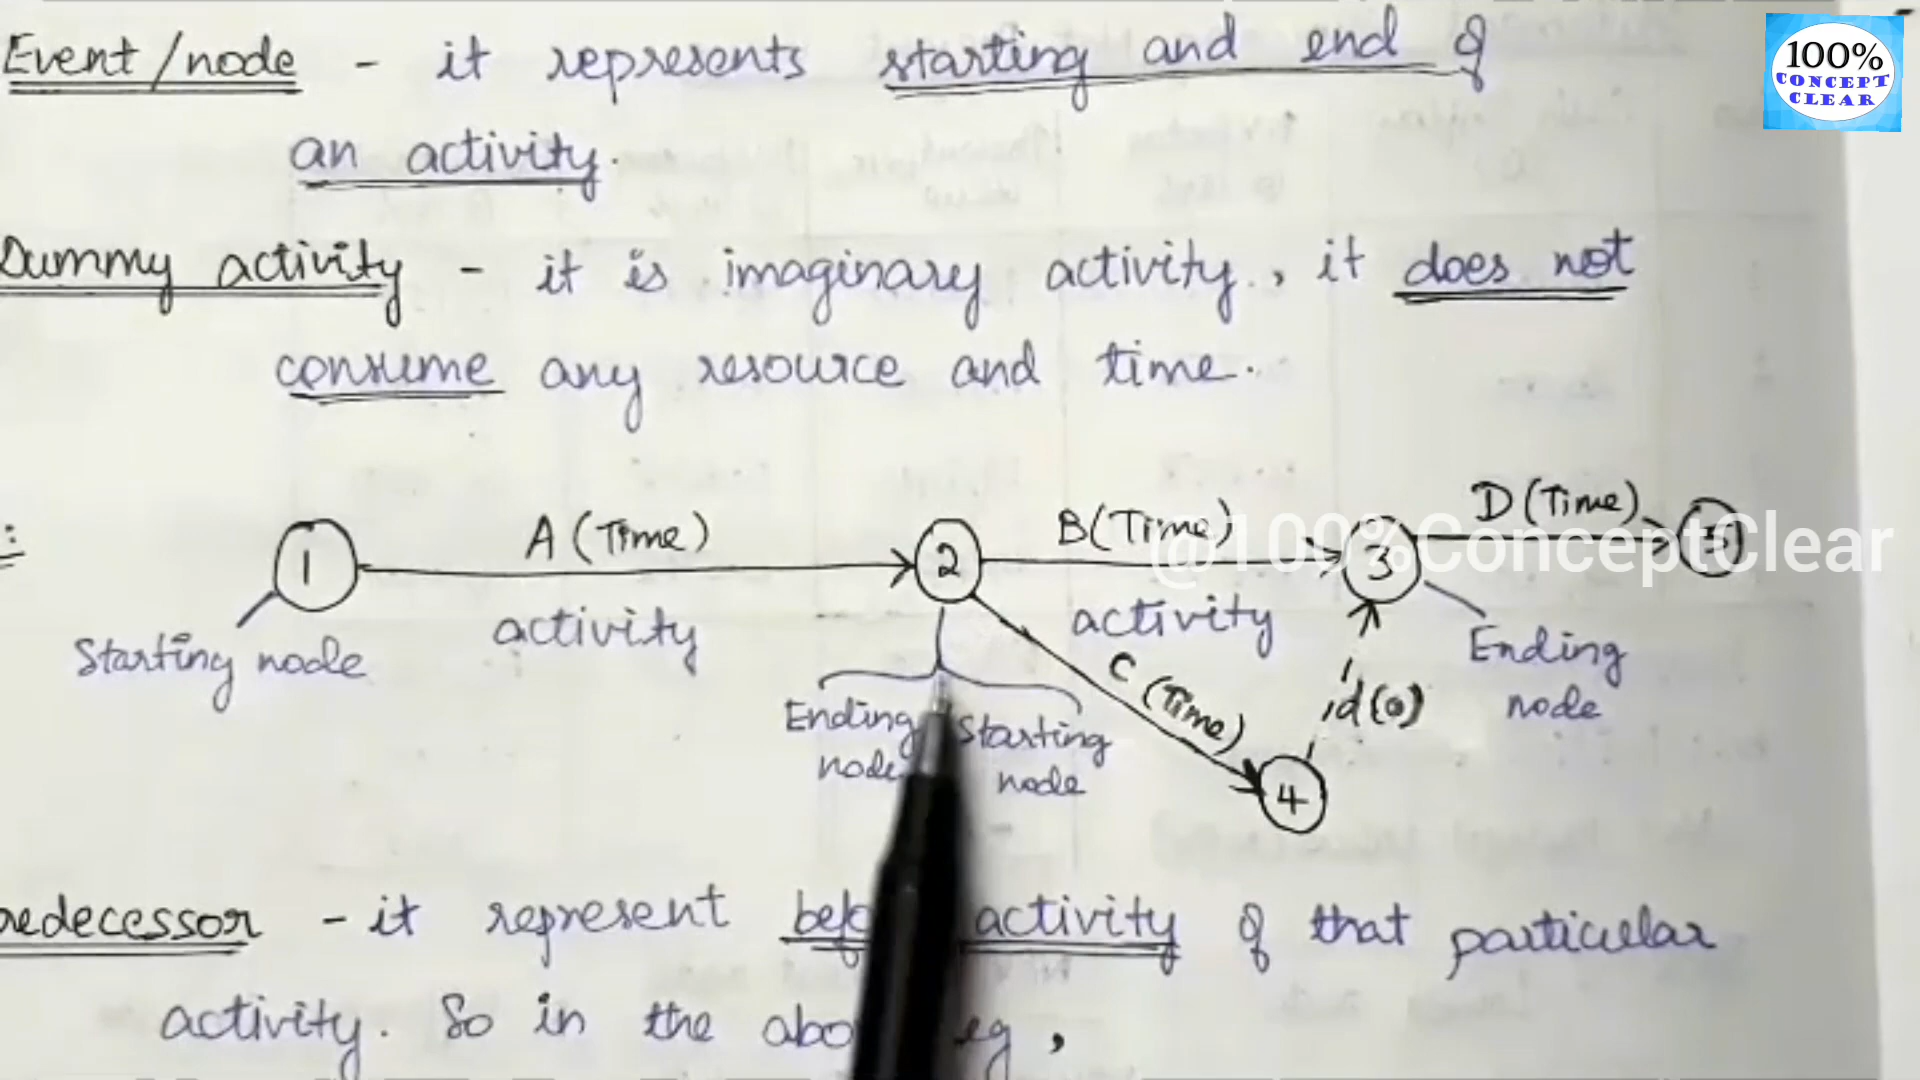 Event/node - it represents starting and end of
an activity.
Dummy activity - it is imaginary activity, it does not
consume any resource and time.
:
1
A (Time)
activity
Starting node
2
Ending node
Starting node
B (Time)
activity
C (Time)
4
d(0)
3
Ending node
D (Time)
5
redecessor - it represent activity of that particular
activity. So in the eg,
100%
CONCEPT
CLEAR
@100%ConceptClear